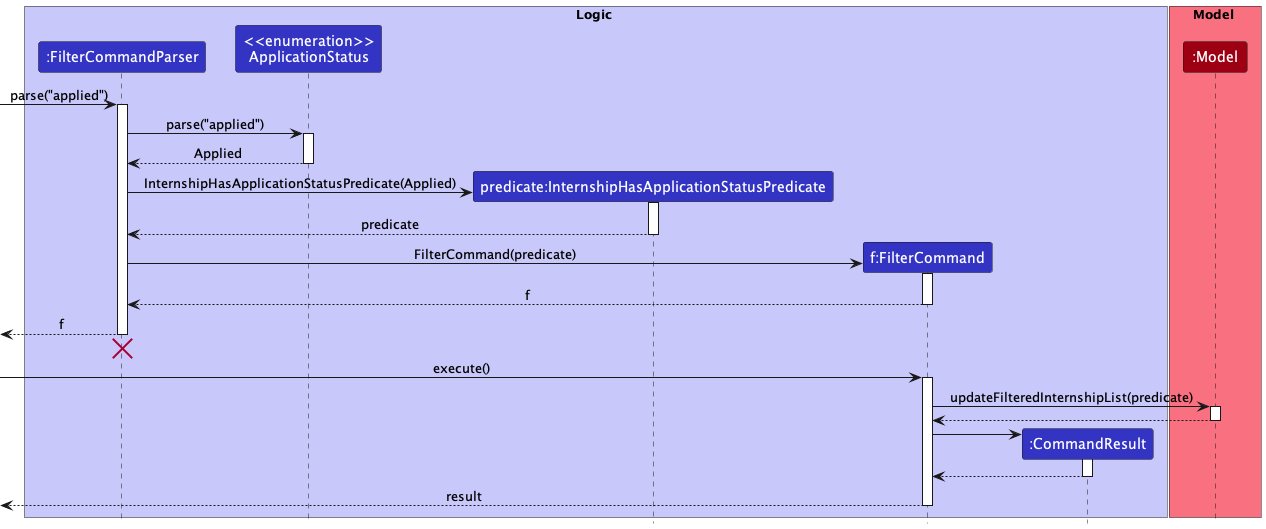 Logic
Model
:FilterCommandParser
<<enumeration>>
ApplicationStatus
:Model
parse("applied")
parse("applied")
Applied
InternshipHasApplicationStatusPredicate(Applied)
predicate:InternshipHasApplicationStatusPredicate
predicate
FilterCommand(predicate)
f:FilterCommand
f
f
execute()
updateFilteredInternshipList(predicate)
:CommandResult
result